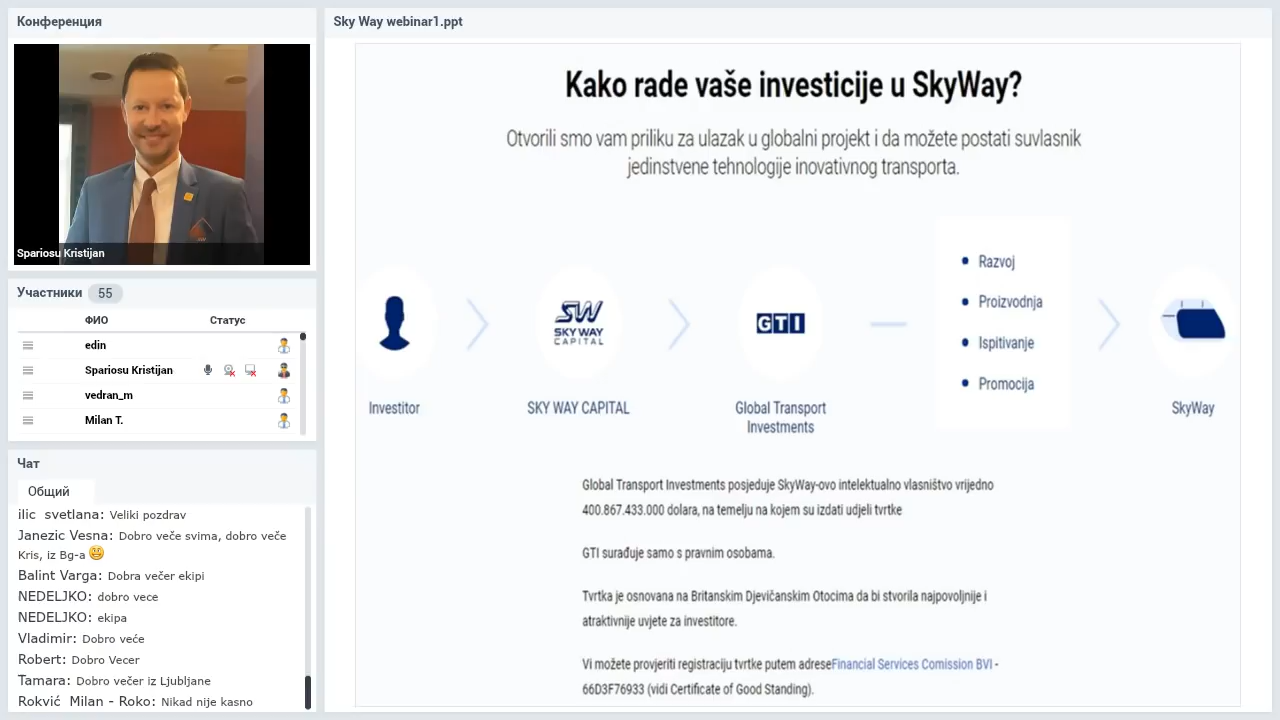 Конференция
Spariosu Kristijan
Участники 55
ФИО Статус
edin
Spariosu Kristijan
vedran_m
Milan T.
Чат
Общий
ilic svetlana: Veliki pozdrav
Janezic Vesna: Dobro veče svima, dobro veče
Kris, iz Bg-a
Balint Varga: Dobra večer ekipi
NEDELJKO: dobro vece
NEDELJKO: ekipa
Vladimir: Dobro veće
Robert: Dobro Vecer
Tamara: Dobro večer iz Ljubljane
Rokvić Milan - Roko: Nikad nije kasno
Sky Way webinar1.ppt
Kako rade vaše investicije u SkyWay?
Otvorili smo vam priliku za ulazak u globalni projekt i da možete postati suvlasnik
jedinstvene tehnologije inovativnog transporta.
SW
SKY WAY
CAPITAL
GTI
Razvoj
Proizvodnja
Ispitivanje
Promocija
Investitor
SKY WAY CAPITAL
Global Transport
Investments
SkyWay
Global Transport Investments posjeduje SkyWay-ovo intelektualno vlasništvo vrijedno
400.867.433.000 dolara, na temelju na kojem su izdati udjeli tvrtke
GTI surađuje samo s pravnim osobama.
Tvrtka je osnovana na Britanskim Djevičanskim Otocima da bi stvorila najpovoljnije i
atraktivnije uvjete za investitore.
Vi možete provjeriti registraciju tvrtke putem adreseFinancial Services Comission BVI -
66D3F76933 (vidi Certificate of Good Standing).